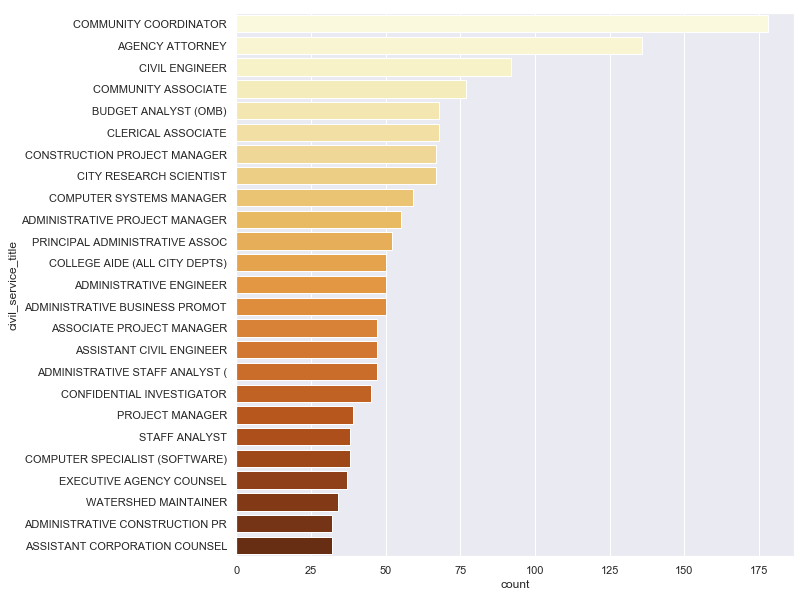 COMMUNITY COORDINATOR
AGENCY ATTORNEY
CIVIL ENGINEER
COMMUNITY ASSOCIATE
BUDGET ANALYST (OMB)
CLERICAL ASSOCIATE
CONSTRUCTION PROJECT MANAGER
CITY RESEARCH SCIENTIST
COMPUTER SYSTEMS MANAGER
ADMINISTRATIVE PROJECT MANAGER
PRINCIPAL ADMINISTRATIVE ASSOC
COLLEGE AIDE (ALL CITY DEPTS)
ADMINISTRATIVE ENGINEER
ADMINISTRATIVE BUSINESS PROMOT
ASSOCIATE PROJECT MANAGER
ASSISTANT CIVIL ENGINEER
ADMINISTRATIVE STAFF ANALYST (
CONFIDENTIAL INVESTIGATOR
PROJECT MANAGER
STAFF ANALYST
COMPUTER SPECIALIST (SOFTWARE)
EXECUTIVE AGENCY COUNSEL
WATERSHED MAINTAINER
ADMINISTRATIVE CONSTRUCTION PR
ASSISTANT CORPORATION COUNSEL
civil_service_title
0 25 50 75 100 125 150 175
count